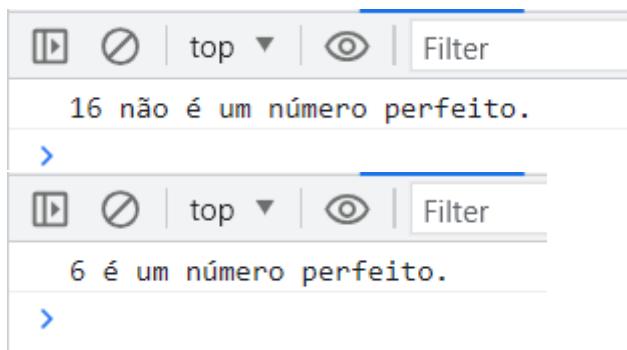 top ▼ Filter
16 não é um número perfeito.
>
top ▼ Filter
6 é um número perfeito.
>